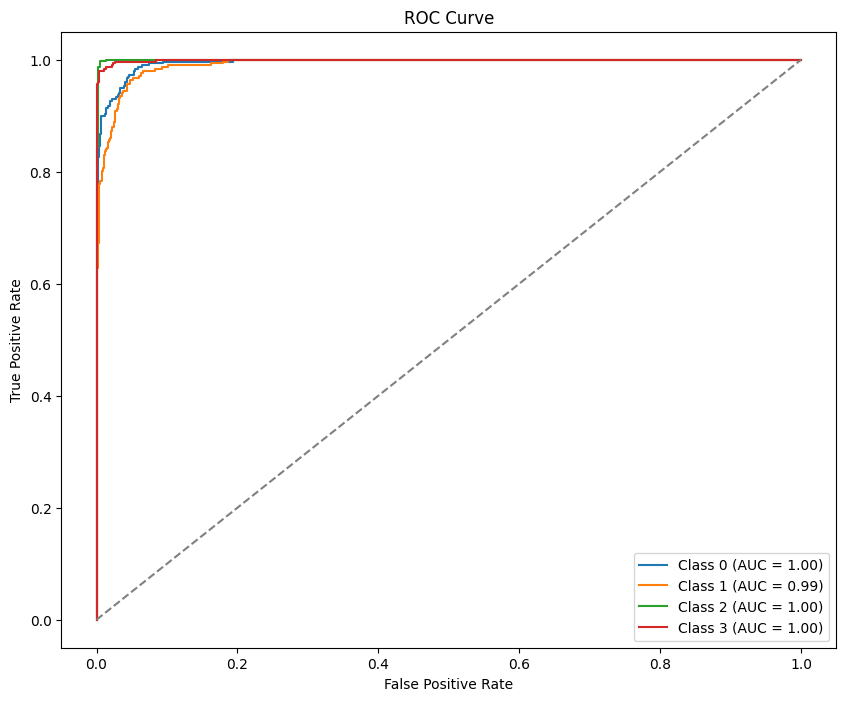 ROC Curve
1.0
0.8
0.6
0.4
0.2
0.0
True Positive Rate
0.0 0.2 0.4 0.6 0.8 1.0
False Positive Rate
Class 0 (AUC = 1.00)
Class 1 (AUC = 0.99)
Class 2 (AUC = 1.00)
Class 3 (AUC = 1.00)